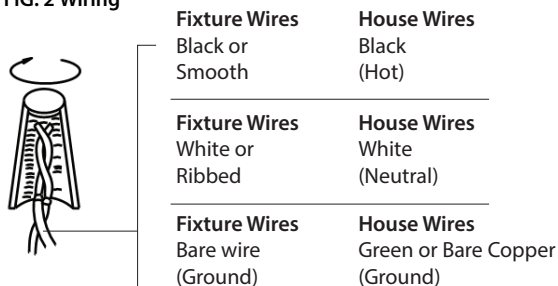 FIG. 2 Wiring
Fixture Wires House Wires
Black or Black
Smooth (Hot)
Fixture Wires House Wires
White or White
Ribbed (Neutral)
Fixture Wires House Wires
Bare wire Green or Bare Copper
(Ground) (Ground)